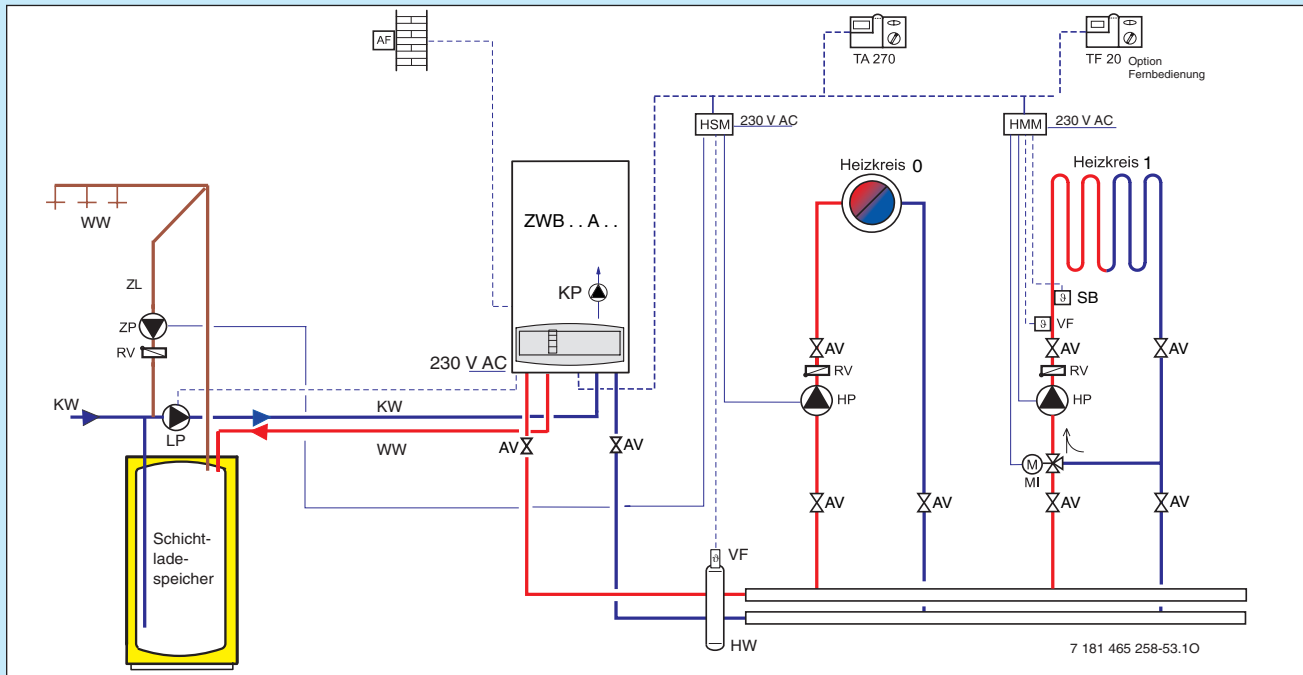 AF
TA 270
TF 20 Option
Fernbedienung
HSM 230 V AC
HMM 230 V AC
Heizkreis 0
Heizkreis 1
WW
ZWB . . A . .
ZL
KP
SB
ϑ
ZP
ϑ VF
RV
AV
AV
AV
230 V AC
RV
RV
KW
KW
HP
HP
LP
WW
AV
AV
M
MI
AV
AV
AV
AV
Schicht-
lade-
speicher
VF
ϑ
HW
7 181 465 258-53.1O